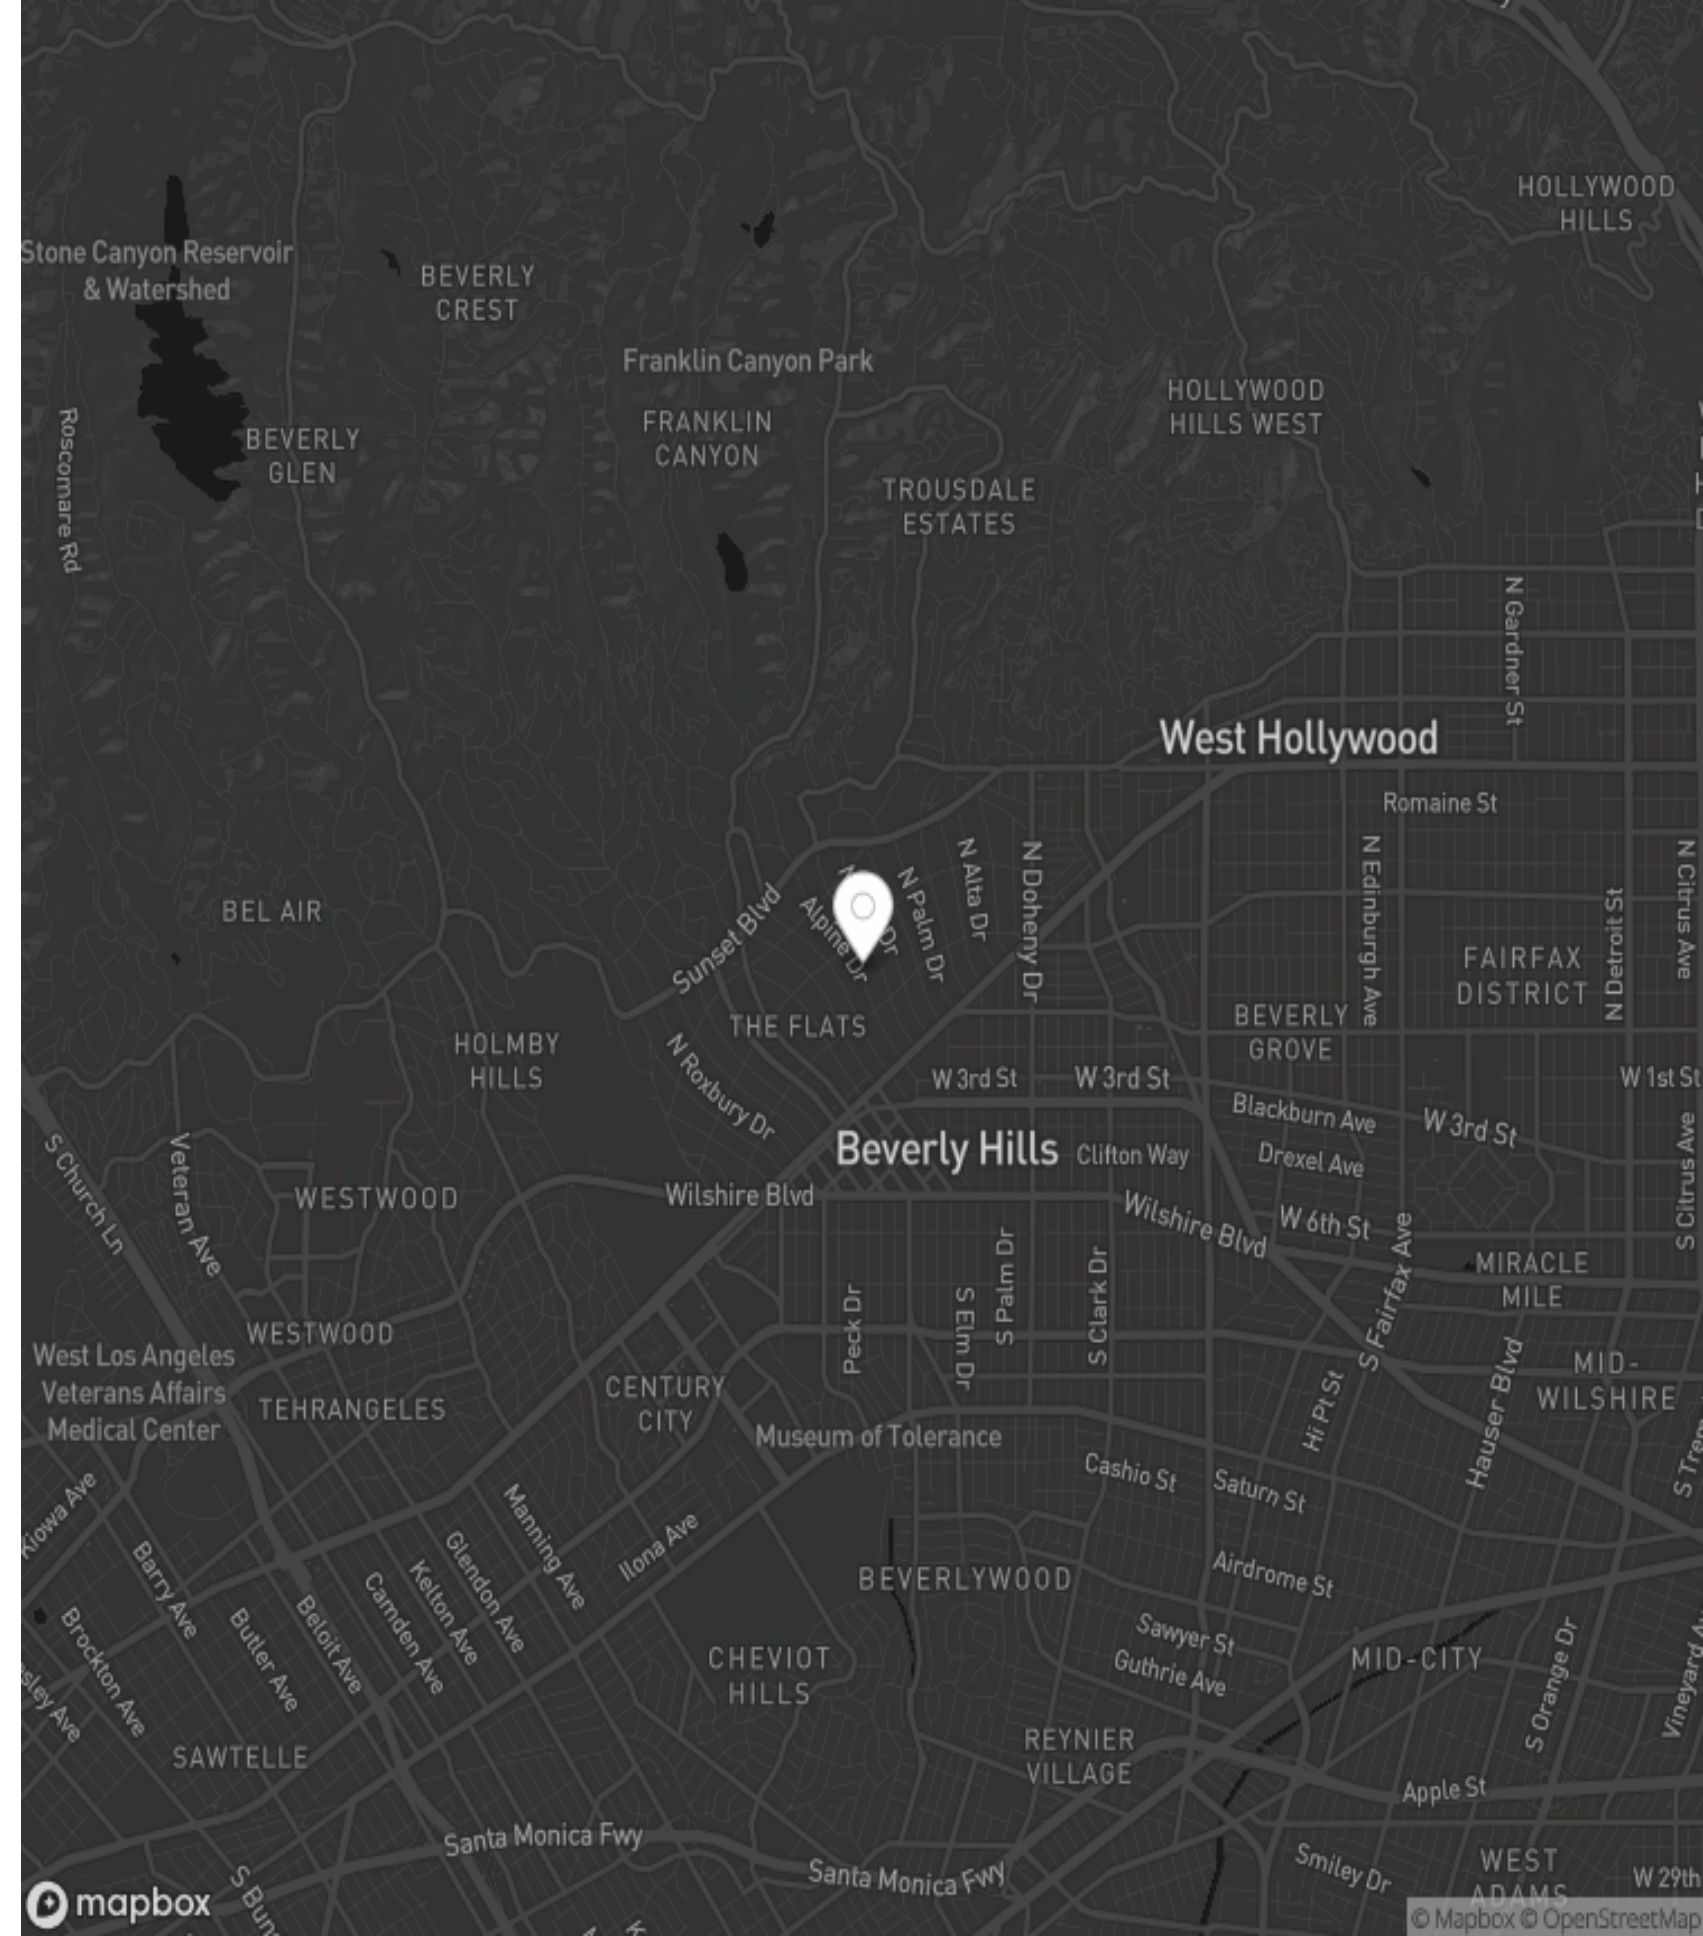 HOLLYWOOD
HILLS
Stone Canyon Reservoir
& Watershed
BEVERLY
CREST
Franklin Canyon Park
HOLLYWOOD
HILLS WEST
Roscomare Rd
FRANKLIN
CANYON
BEVERLY
GLEN
TROUSDALE
ESTATES
N Gardner St
West Hollywood
Romaine St
N Alta Dr
N Doheny Dr
N Edinburgh Ave
N Citrus Ave
N Palm Dr
Alpine Dr
Dr
Sunset Blvd
BEL AIR
N Detroit St
FAIRFAX
DISTRICT
BEVERLY
GROVE
THE FLATS
HOLMBY
HILLS
N Roxbury Dr
W 3rd St
W 3rd St
W 1st St
Blackburn Ave
W 3rd St
S Citrus Ave
S Church Ln
Veteran Ave
Beverly Hills
Clifton Way
Drexel Ave
WESTWOOD
Wilshire Blvd
Wilshire Blvd
W 6th St
S Fairfax Ave
S Palm Dr
S Clark Dr
MIRACLE
MILE
Peck Dr
S Elm Dr
WESTWOOD
West Los Angeles
Veterans Affairs
Medical Center
TEHRANGELES
CENTURY
CITY
Hi Pt St
Hauser Blvd
MID-
WILSHIRE
Museum of Tolerance
Cashio St
Saturn St
Kiowa Ave
Manning Ave
Ilona Ave
Glendon Ave
Kelton Ave
Camden Ave
Barry Ave
Beloit Ave
Butler Ave
Brockton Ave
BEVERLYWOOD
Airdrome St
Sawyer St
Guthrie Ave
MID-CITY
S Orange Dr
CHEVIOT
HILLS
SAWTELLE
REYNIER
VILLAGE
Apple St
Santa Monica Fwy
Santa Monica Fwy
Smiley Dr
WEST
ADAMS
W 29th
mapbox
© Mapbox © OpenStreetMap